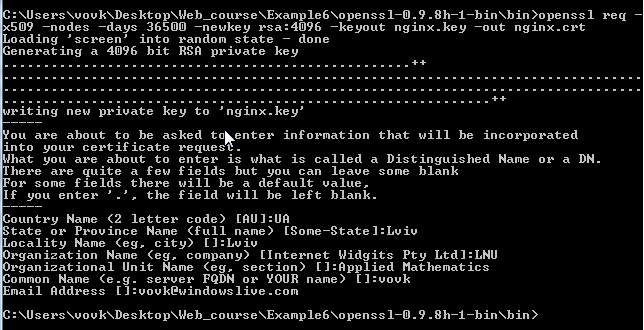 C:\Users\vovk\Desktop\Web_course\Example6\openssl-0.9.8h-1-bin\bin>openssl req -
x509 -nodes -days 36500 -newkey rsa:4096 -keyout nginx.key -out nginx.crt
Loading 'screen' into random state - done
Generating a 4096 bit RSA private key
...................................................++
................................................................................
.............................................................++
writing new private key to 'nginx.key'
-----
You are about to be asked to enter information that will be incorporated
into your certificate request.
What you are about to enter is what is called a Distinguished Name or a DN.
There are quite a few fields but you can leave some blank
For some fields there will be a default value,
If you enter '.', the field will be left blank.
-----
Country Name (2 letter code) [AU]:UA
State or Province Name (full name) [Some-State]:Lviv
Locality Name (eg, city) []:Lviv
Organization Name (eg, company) [Internet Widgits Pty Ltd]:LNU
Organizational Unit Name (eg, section) []:Applied Mathematics
Common Name (e.g. server FQDN or YOUR name) []:vovk
Email Address []:vovk@windowslive.com
C:\Users\vovk\Desktop\Web_course\Example6\openssl-0.9.8h-1-bin\bin>